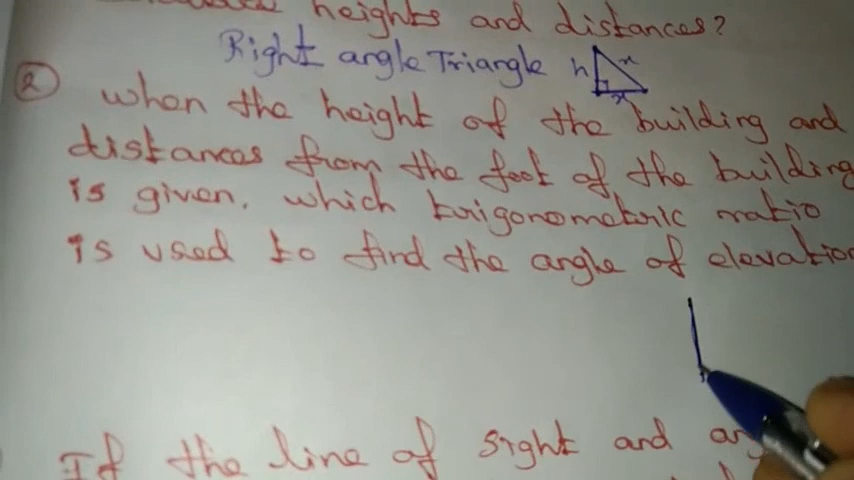 heights and distances?
Right angle Triangle h x x
2 when the height of the building and
distances from the foot of the building
is given. which trigonometric ratio
is used to find the angle of elevation
If the line of sight and